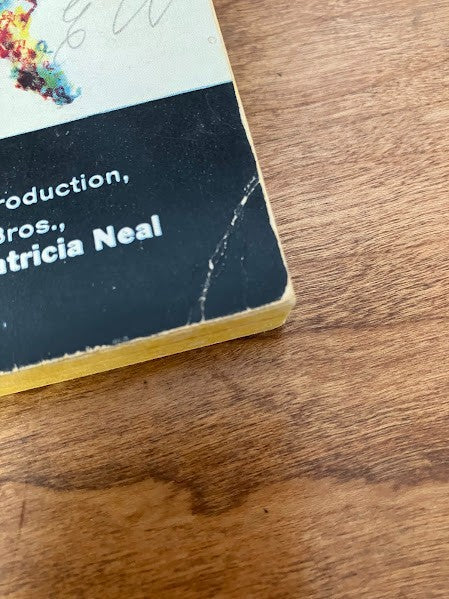 roduction,
Bros.,
atricia Neal